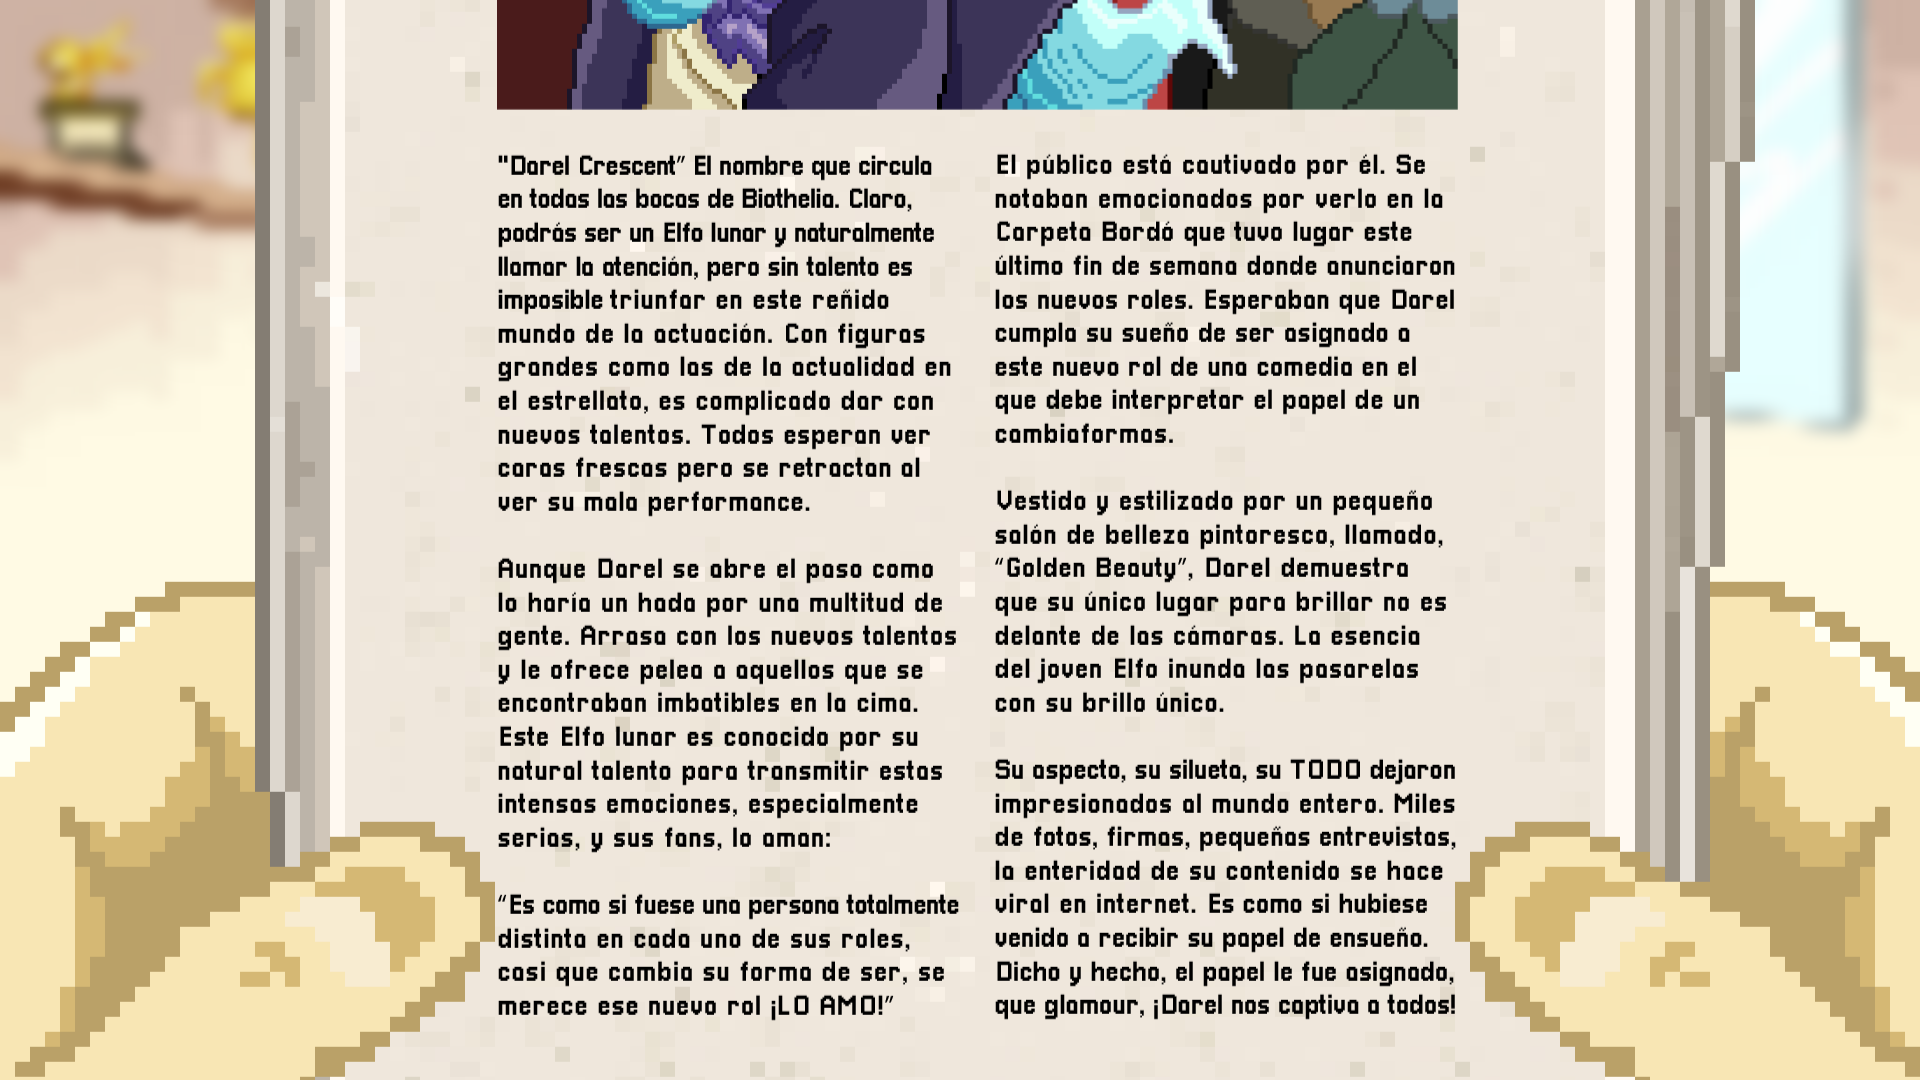 "Darel Crescent" El nombre que circula
en todas las bocas de Biothelia. Claro,
podrás ser un Elfo lunar y naturalmente
llamar la atención, pero sin talento es
imposible triunfar en este reñido
mundo de la actuación. Con figuras
grandes como las de la actualidad en
el estrellato, es complicado dar con
nuevos talentos. Todos esperan ver
caras frescas pero se retractan al
ver su mala performance.
Aunque Darel se abre el paso como
lo haría un hada por una multitud de
gente. Arrasa con los nuevos talentos
y le ofrece pelea a aquellos que se
encontraban imbatibles en la cima.
Este Elfo lunar es conocido por su
natural talento para transmitir estas
intensas emociones, especialmente
serias, y sus fans, lo aman:
"Es como si fuese una persona totalmente
distinta en cada uno de sus roles,
casi que cambia su forma de ser, se
merece ese nuevo rol ¡LO AMO!"
El público está cautivado por él. Se
notaban emocionados por verlo en la
Carpeta Bordó que tuvo lugar este
último fin de semana donde anunciaron
los nuevos roles. Esperaban que Darel
cumpla su sueño de ser asignado a
este nuevo rol de una comedia en el
que debe interpretar el papel de un
cambiaformas.
Vestido y estilizado por un pequeño
salón de belleza pintoresco, llamado,
"Golden Beauty", Darel demuestra
que su único lugar para brillar no es
delante de las cámaras. La esencia
del joven Elfo inunda las pasarelas
con su brillo único.
Su aspecto, su silueta, su TODO dejaron
impresionados al mundo entero. Miles
de fotos, firmas, pequeñas entrevistas,
la enteridad de su contenido se hace
viral en internet. Es como si hubiese
venido a recibir su papel de ensueño.
Dicho y hecho, el papel le fue asignado,
que glamour, ¡Darel nos captiva a todos!